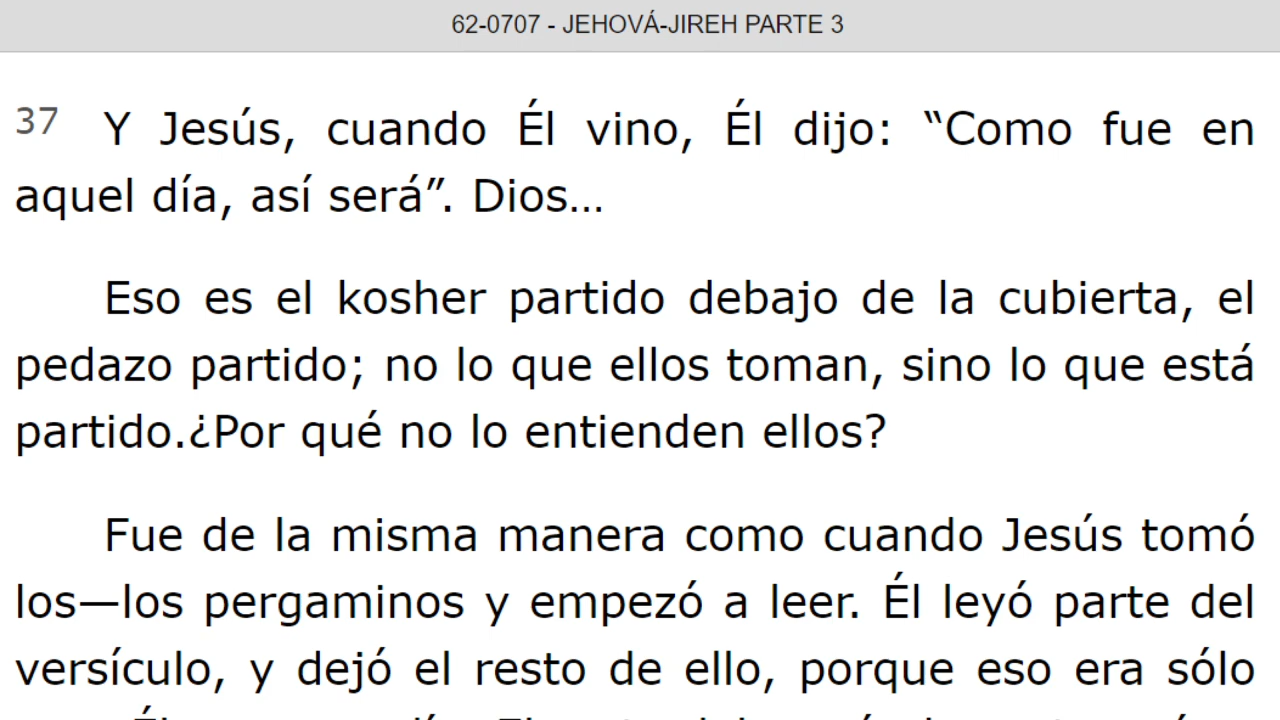 62-0707 - JEHOVÁ-JIREH PARTE 3
37 Y Jesús, cuando Él vino, Él dijo: “Como fue en
aquel día, así será”. Dios...
Eso es el kosher partido debajo de la cubierta, el
pedazo partido; no lo que ellos toman, sino lo que está
partido.¿Por qué no lo entienden ellos?
Fue de la misma manera como cuando Jesús tomó
los—los pergaminos y empezó a leer. Él leyó parte del
versículo, y dejó el resto de ello, porque eso era sólo